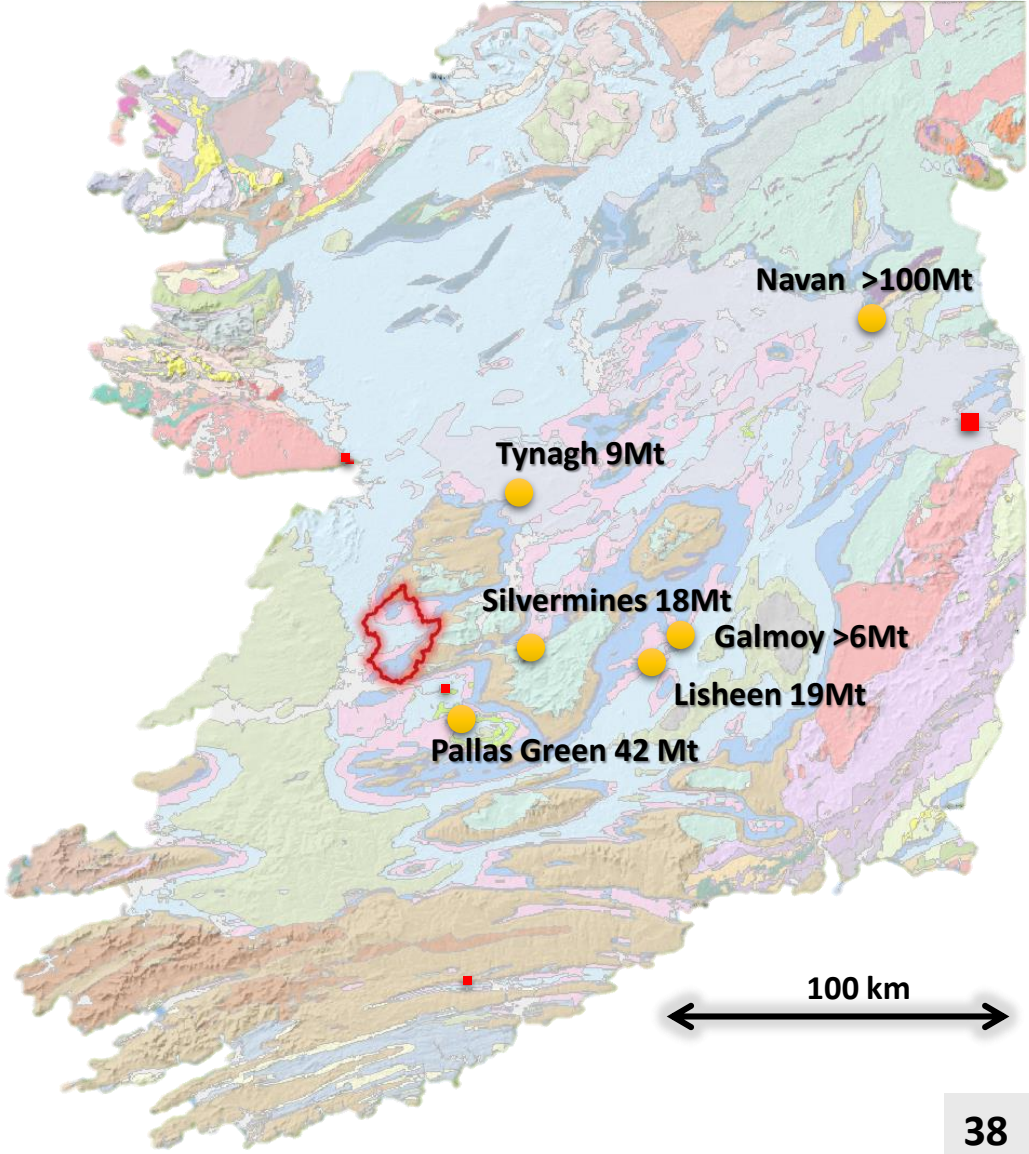 Navan >100Mt
Tynagh 9Mt
Silvermines 18Mt
Galmoy >6Mt
Lisheen 19Mt
Pallas Green 42 Mt
100 km
38